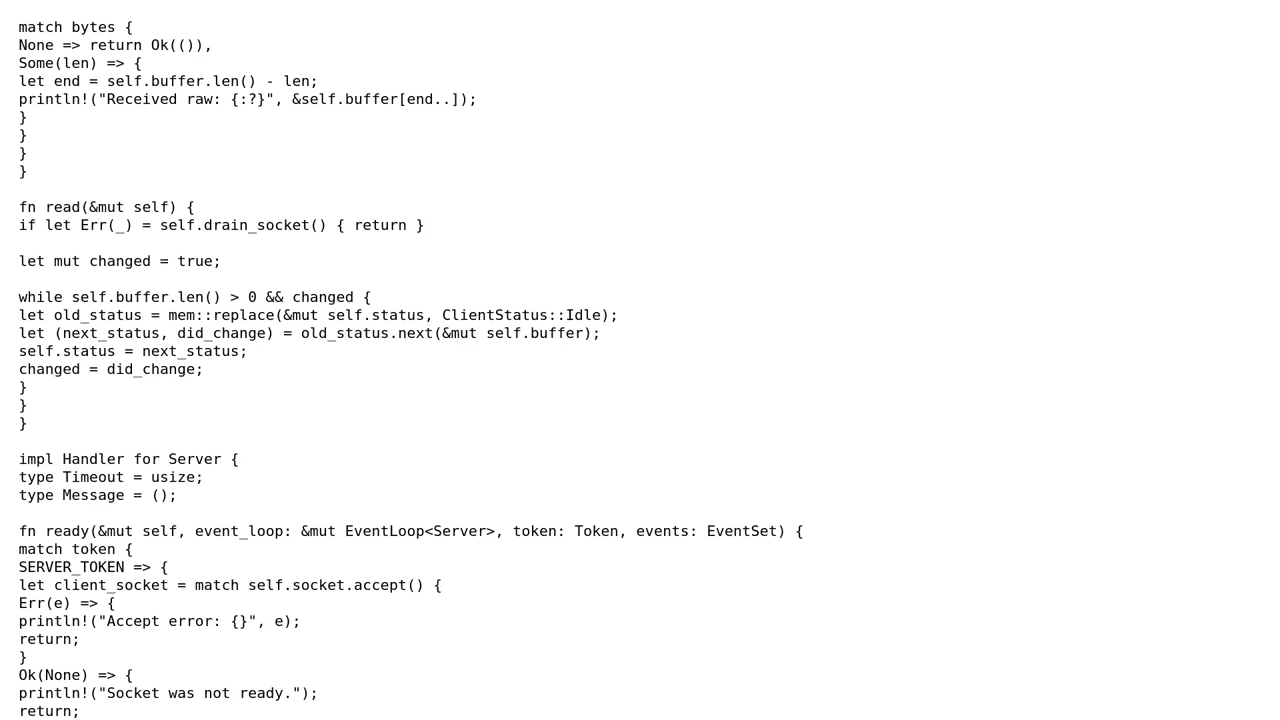 match bytes {
None => return Ok(()),
Some(len) => {
let end = self.buffer.len() - len;
println!("Received raw: {:?}", &self.buffer[end..]);
}
}
}
}

fn read(&mut self) {
if let Err(_) = self.drain_socket() { return }

let mut changed = true;

while self.buffer.len() > 0 && changed {
let old_status = mem::replace(&mut self.status, ClientStatus::Idle);
let (next_status, did_change) = old_status.next(&mut self.buffer);
self.status = next_status;
changed = did_change;
}
}
}

impl Handler for Server {
type Timeout = usize;
type Message = ();

fn ready(&mut self, event_loop: &mut EventLoop<Server>, token: Token, events: EventSet) {
match token {
SERVER_TOKEN => {
let client_socket = match self.socket.accept() {
Err(e) => {
println!("Accept error: {}", e);
return;
}
Ok(None) => {
println!("Socket was not ready.");
return;